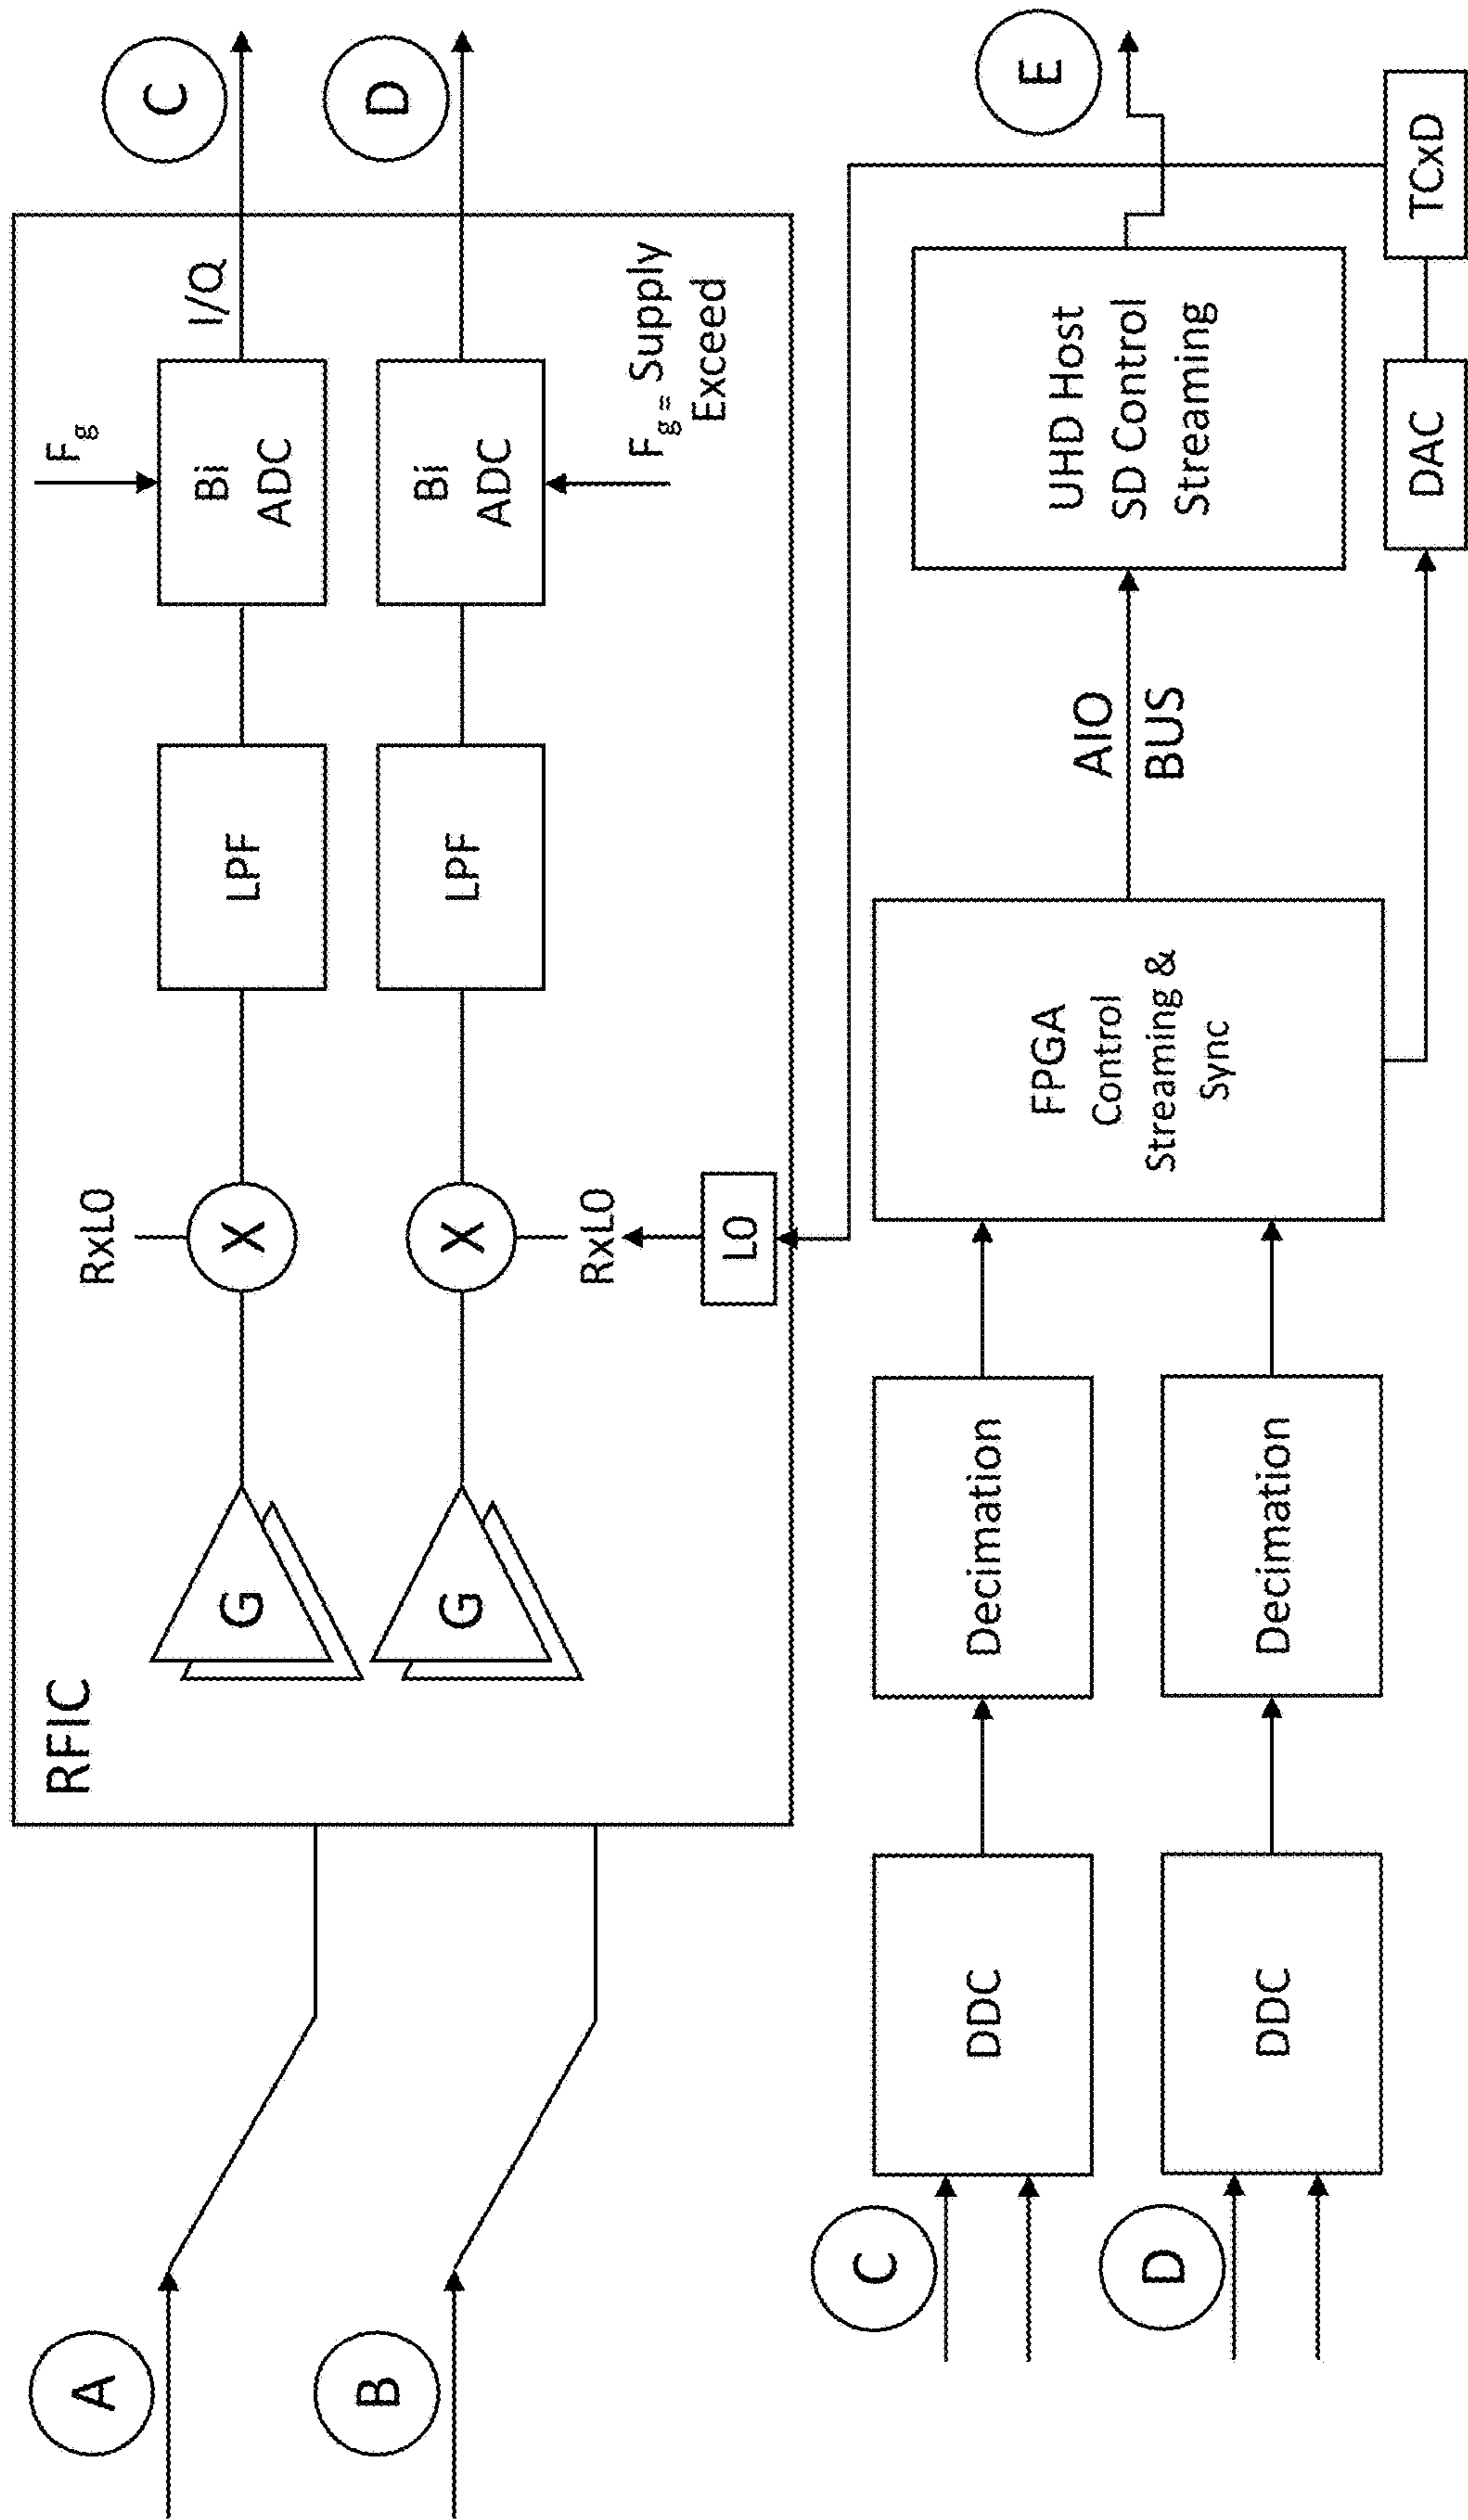 RFIC
A
B
G
G
RxLO
X
X
RxLO
LO
LPF
LPF
Fg
Bi
ADC
Bi
ADC
Fg = Supply
Exceed
I/Q
C
D
C
D
DDC
DDC
Decimation
Decimation
FPGA
Control
Streaming &
Sync
AIO
BUS
UHD Host
SD Control
Streaming
DAC
TCxD
E